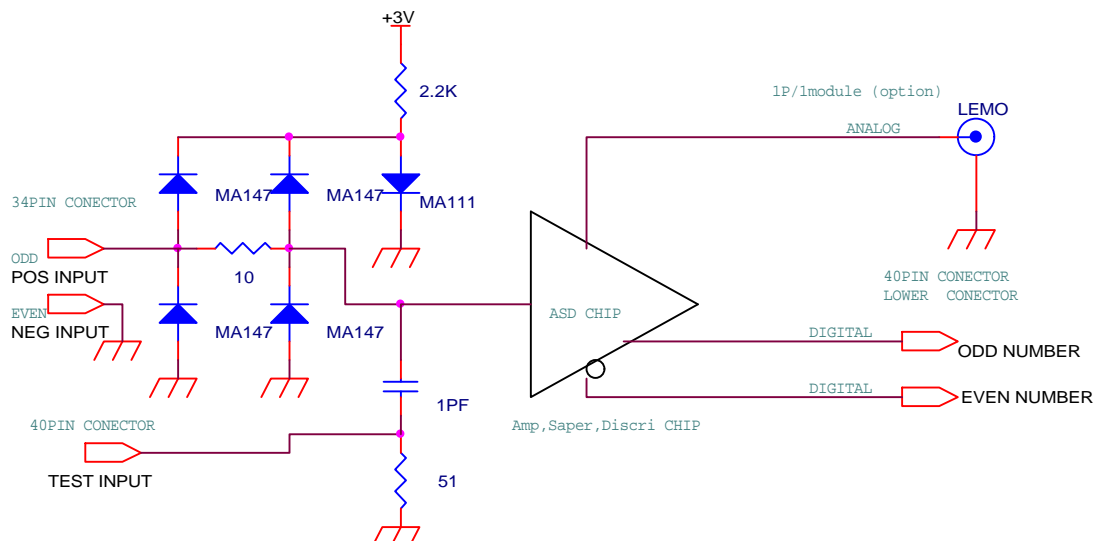 +3V
2.2K
1P/1module (option)
LEMO
ANALOG
MA147
MA147
MA111
34PIN CONECTOR
ODD
POS INPUT
10
EVEN
NEG INPUT
MA147
MA147
ASD CHIP
40PIN CONECTOR
LOWER CONECTOR
DIGITAL
ODD NUMBER
DIGITAL
EVEN NUMBER
1PF
Amp,Saper,Discri CHIP
40PIN CONECTOR
TEST INPUT
51